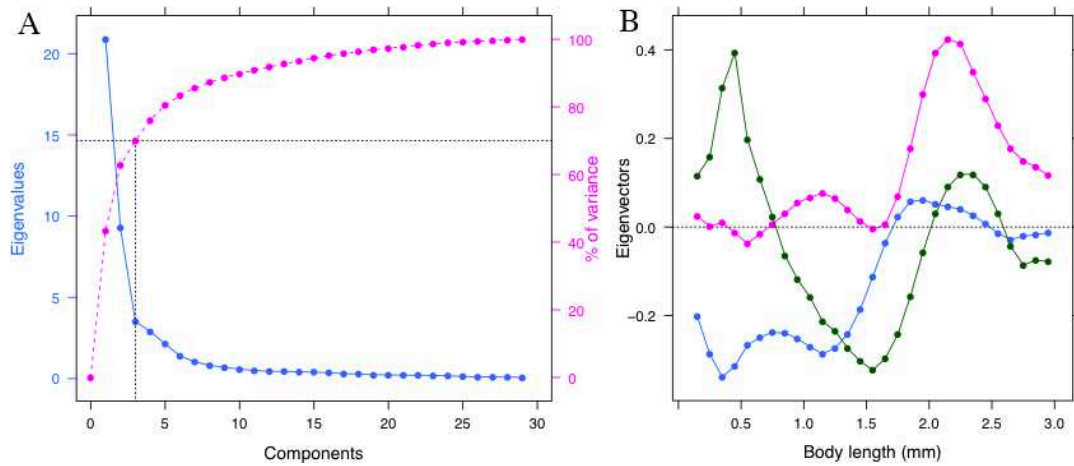 A
20
15
10
5
0
Eigenvalues
100
80
60
40
20
0
% of variance
0 5 10 15 20 25 30
Components
B
0.4
0.2
0.0
−0.2
Eigenvectors
0.5 1.0 1.5 2.0 2.5 3.0
Body length (mm)